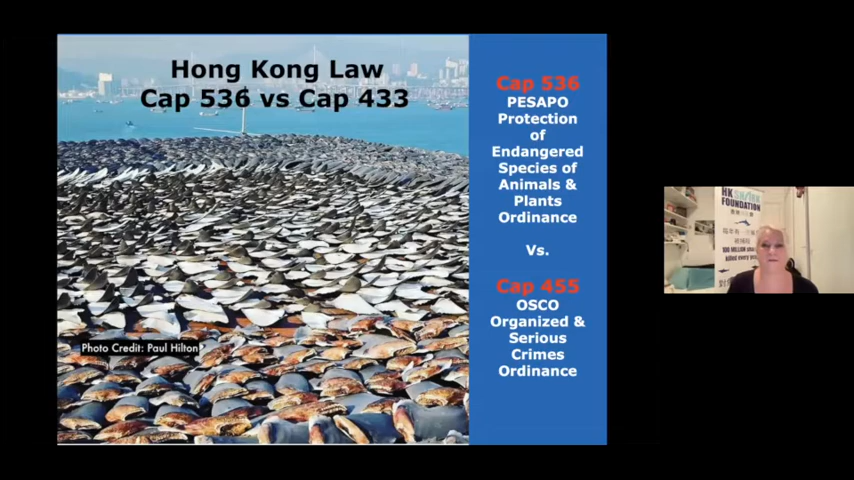 Hong Kong Law
Cap 536 vs Cap 433
Photo Credit: Paul Hilton
Cap 536
PESAPO
Protection
of
Endangered
Species of
Animals &
Plants
Ordinance
Vs.
Cap 455
OSCO
Organized &
Serious
Crimes
Ordinance
HK SHARK
FOUNDATION